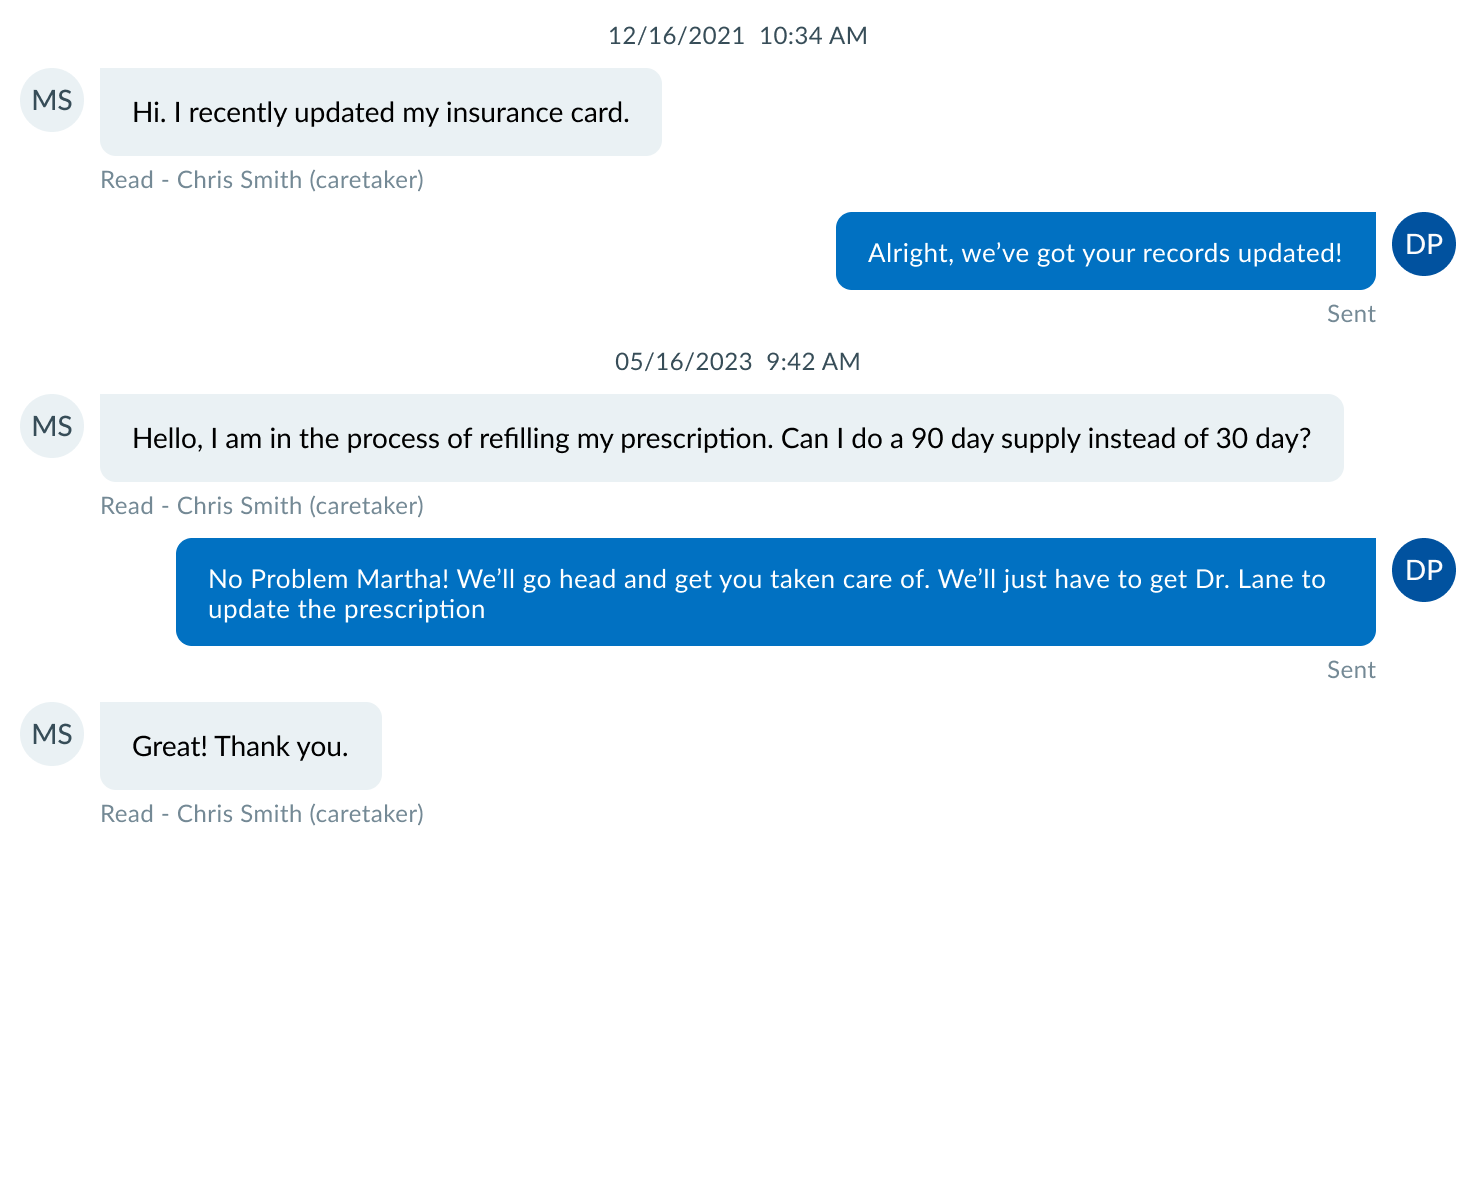 12/16/2021  10:34 AM
MS
Hi. I recently updated my insurance card.
Read - Chris Smith (caretaker)
Alright, we’ve got your records updated!
DP
Sent
05/16/2023  9:42 AM
MS
Hello, I am in the process of refilling my prescription. Can I do a 90 day supply instead of 30 day?
Read - Chris Smith (caretaker)
No Problem Martha! We’ll go head and get you taken care of. We’ll just have to get Dr. Lane to
update the prescription
DP
Sent
MS
Great! Thank you.
Read - Chris Smith (caretaker)